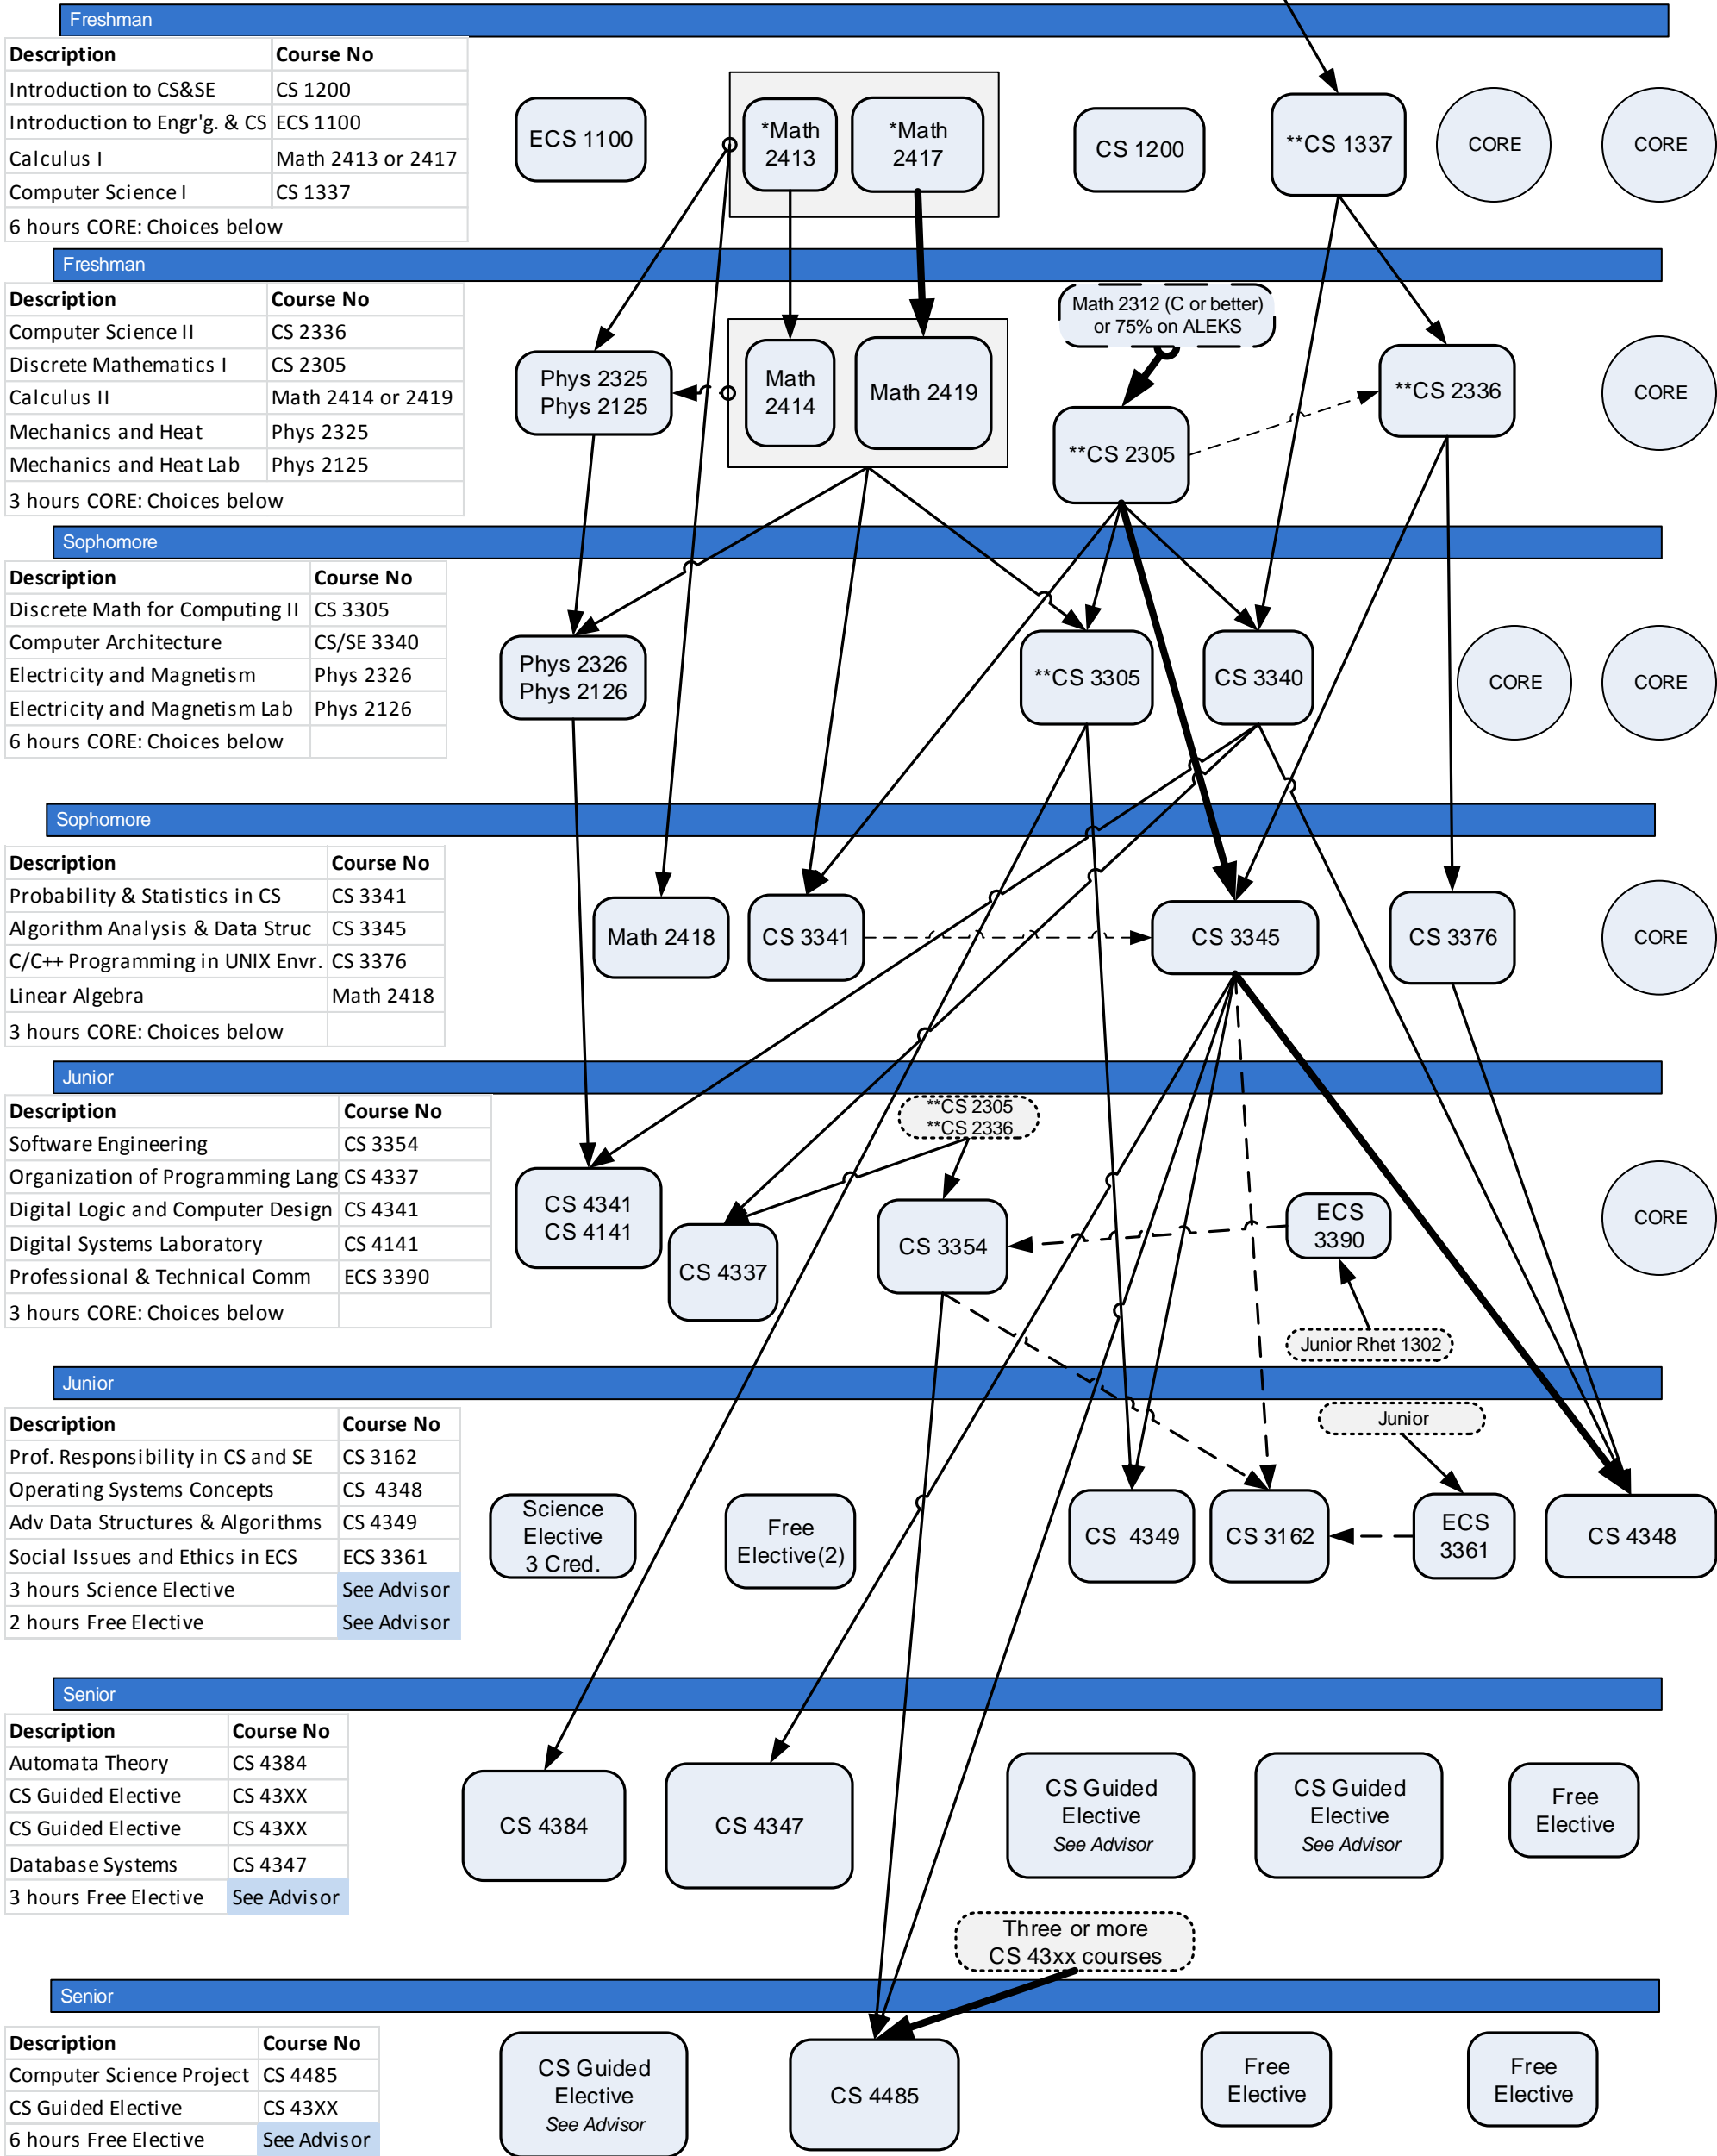 Freshman
Description Course No
Introduction to CS&SE CS 1200
Introduction to Engr'g. & CS ECS 1100
Calculus I Math 2413 or 2417
Computer Science I CS 1337
6 hours CORE: Choices below
ECS 1100
*Math
2413
*Math
2417
CS 1200
**CS 1337
CORE
CORE
Freshman
Description Course No
Computer Science II CS 2336
Discrete Mathematics I CS 2305
Calculus II Math 2414 or 2419
Mechanics and Heat Phys 2325
Mechanics and Heat Lab Phys 2125
3 hours CORE: Choices below
Phys 2325
Phys 2125
Math
2414
Math 2419
Math 2312 (C or better)
or 75% on ALEKS
**CS 2305
**CS 2336
CORE
Sophomore
Description Course No
Discrete Math for Computing II CS 3305
Computer Architecture CS/SE 3340
Electricity and Magnetism Phys 2326
Electricity and Magnetism Lab Phys 2126
6 hours CORE: Choices below
Phys 2326
Phys 2126
**CS 3305
CS 3340
CORE
CORE
Sophomore
Description Course No
Probability & Statistics in CS CS 3341
Algorithm Analysis & Data Struc CS 3345
C/C++ Programming in UNIX Envr. CS 3376
Linear Algebra Math 2418
3 hours CORE: Choices below
Math 2418
CS 3341
CS 3345
CS 3376
CORE
Junior
Description Course No
Software Engineering CS 3354
Organization of Programming Lang CS 4337
Digital Logic and Computer Design CS 4341
Digital Systems Laboratory CS 4141
Professional & Technical Comm ECS 3390
3 hours CORE: Choices below
**CS 2305
**CS 2336
CS 4341
CS 4141
CS 4337
CS 3354
ECS
3390
CORE
Junior Rhet 1302
Junior
Description Course No
Prof. Responsibility in CS and SE CS 3162
Operating Systems Concepts CS 4348
Adv Data Structures & Algorithms CS 4349
Social Issues and Ethics in ECS ECS 3361
3 hours Science Elective See Advisor
2 hours Free Elective See Advisor
Junior
Science
Elective
3 Cred.
Free
Elective(2)
CS 4349
CS 3162
ECS
3361
CS 4348
Senior
Description Course No
Automata Theory CS 4384
CS Guided Elective CS 43XX
CS Guided Elective CS 43XX
Database Systems CS 4347
3 hours Free Elective See Advisor
CS 4384
CS 4347
CS Guided
Elective
See Advisor
CS Guided
Elective
See Advisor
Free
Elective
Three or more
CS 43xx courses
Senior
Description Course No
Computer Science Project CS 4485
CS Guided Elective CS 43XX
6 hours Free Elective See Advisor
CS Guided
Elective
See Advisor
CS 4485
Free
Elective
Free
Elective